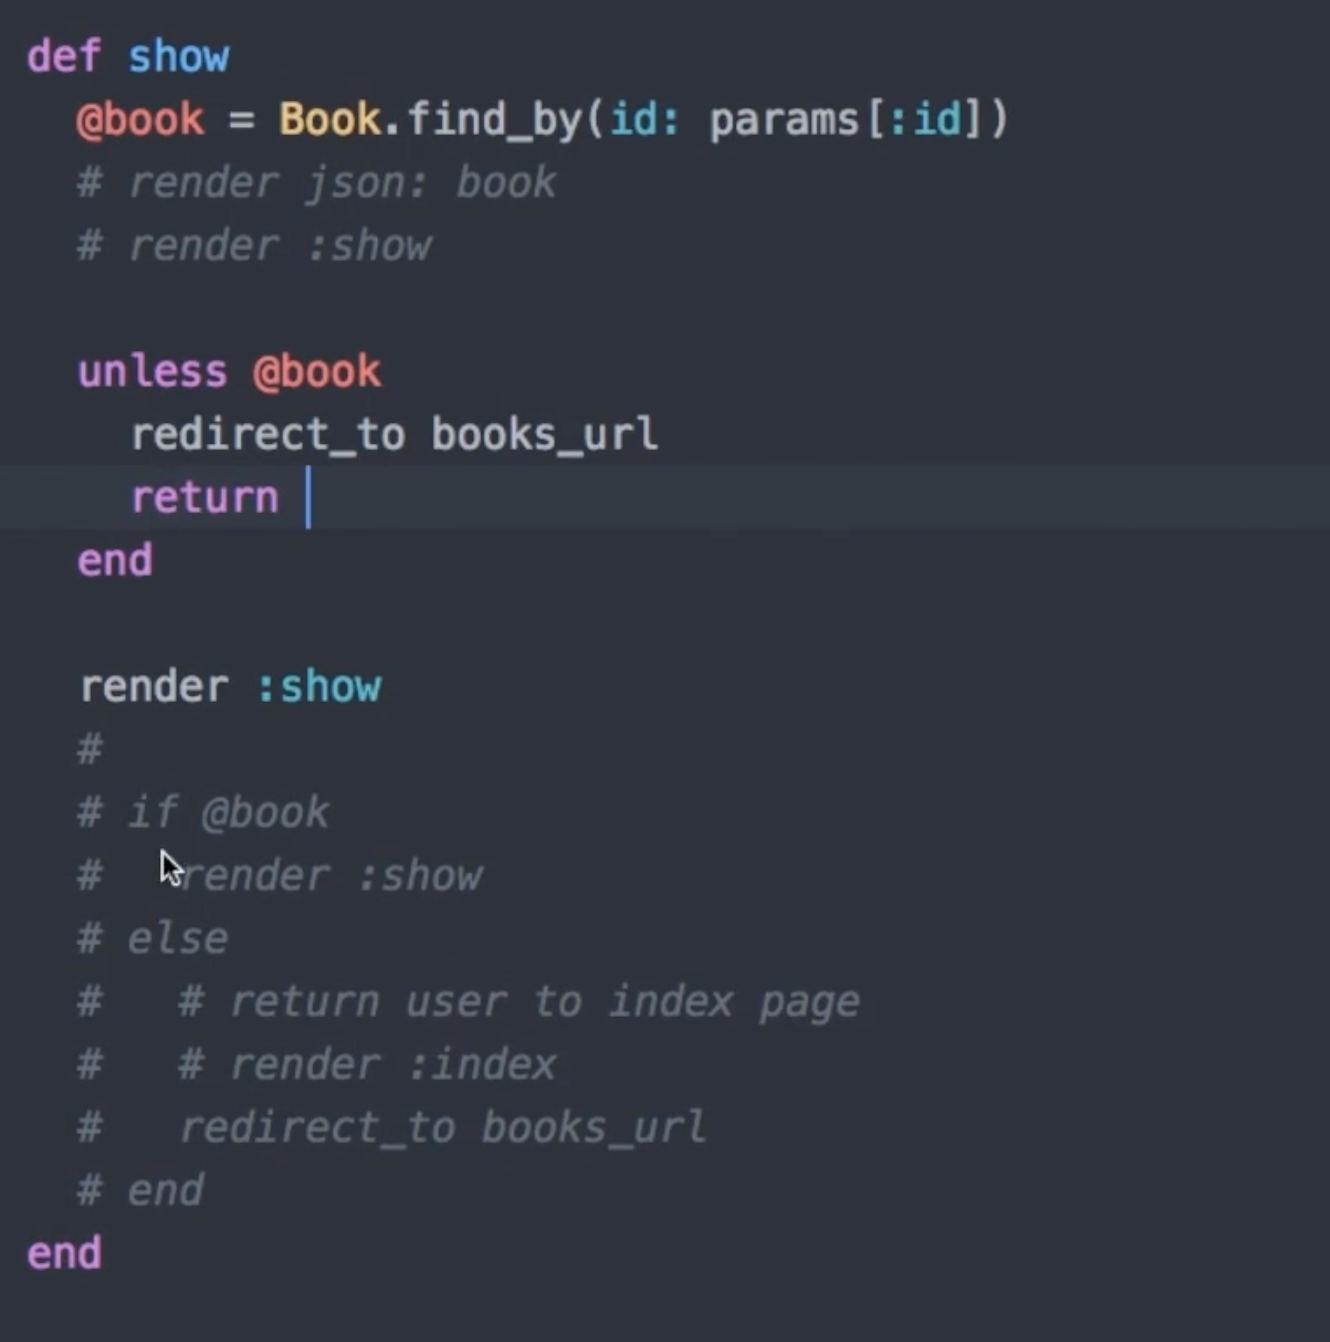 def show
  @book = Book.find_by(id: params[:id])
  # render json: book
  # render :show

  unless @book
    redirect_to books_url
    return
  end

  render :show
  #
  # if @book
  #   render :show
  # else
  #   # return user to index page
  #   # render :index
  #   redirect_to books_url
  # end
end